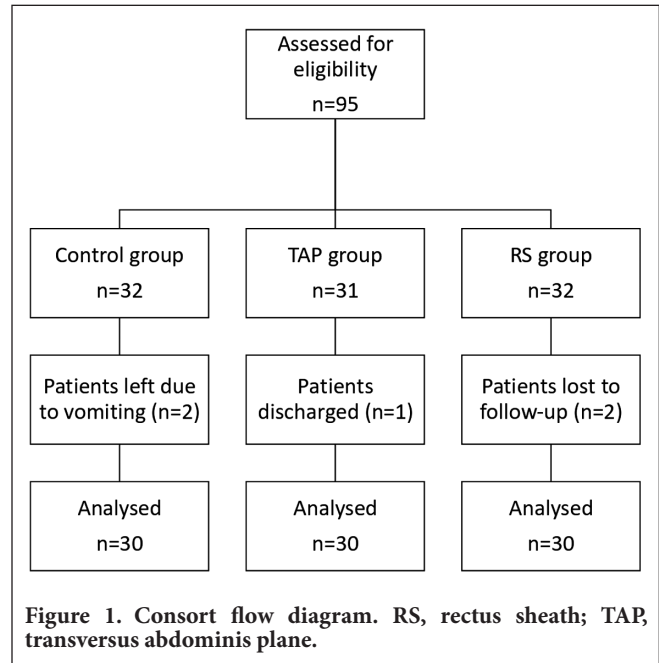 Assessed for
eligibility
n=95
Control group
n=32
TAP group
n=31
RS group
n=32
Patients left due
to vomiting (n=2)
Patients
discharged (n=1)
Patients lost to
follow-up (n=2)
Analysed
n=30
Analysed
n=30
Analysed
n=30
Figure 1. Consort flow diagram. RS, rectus sheath; TAP,
transversus abdominis plane.